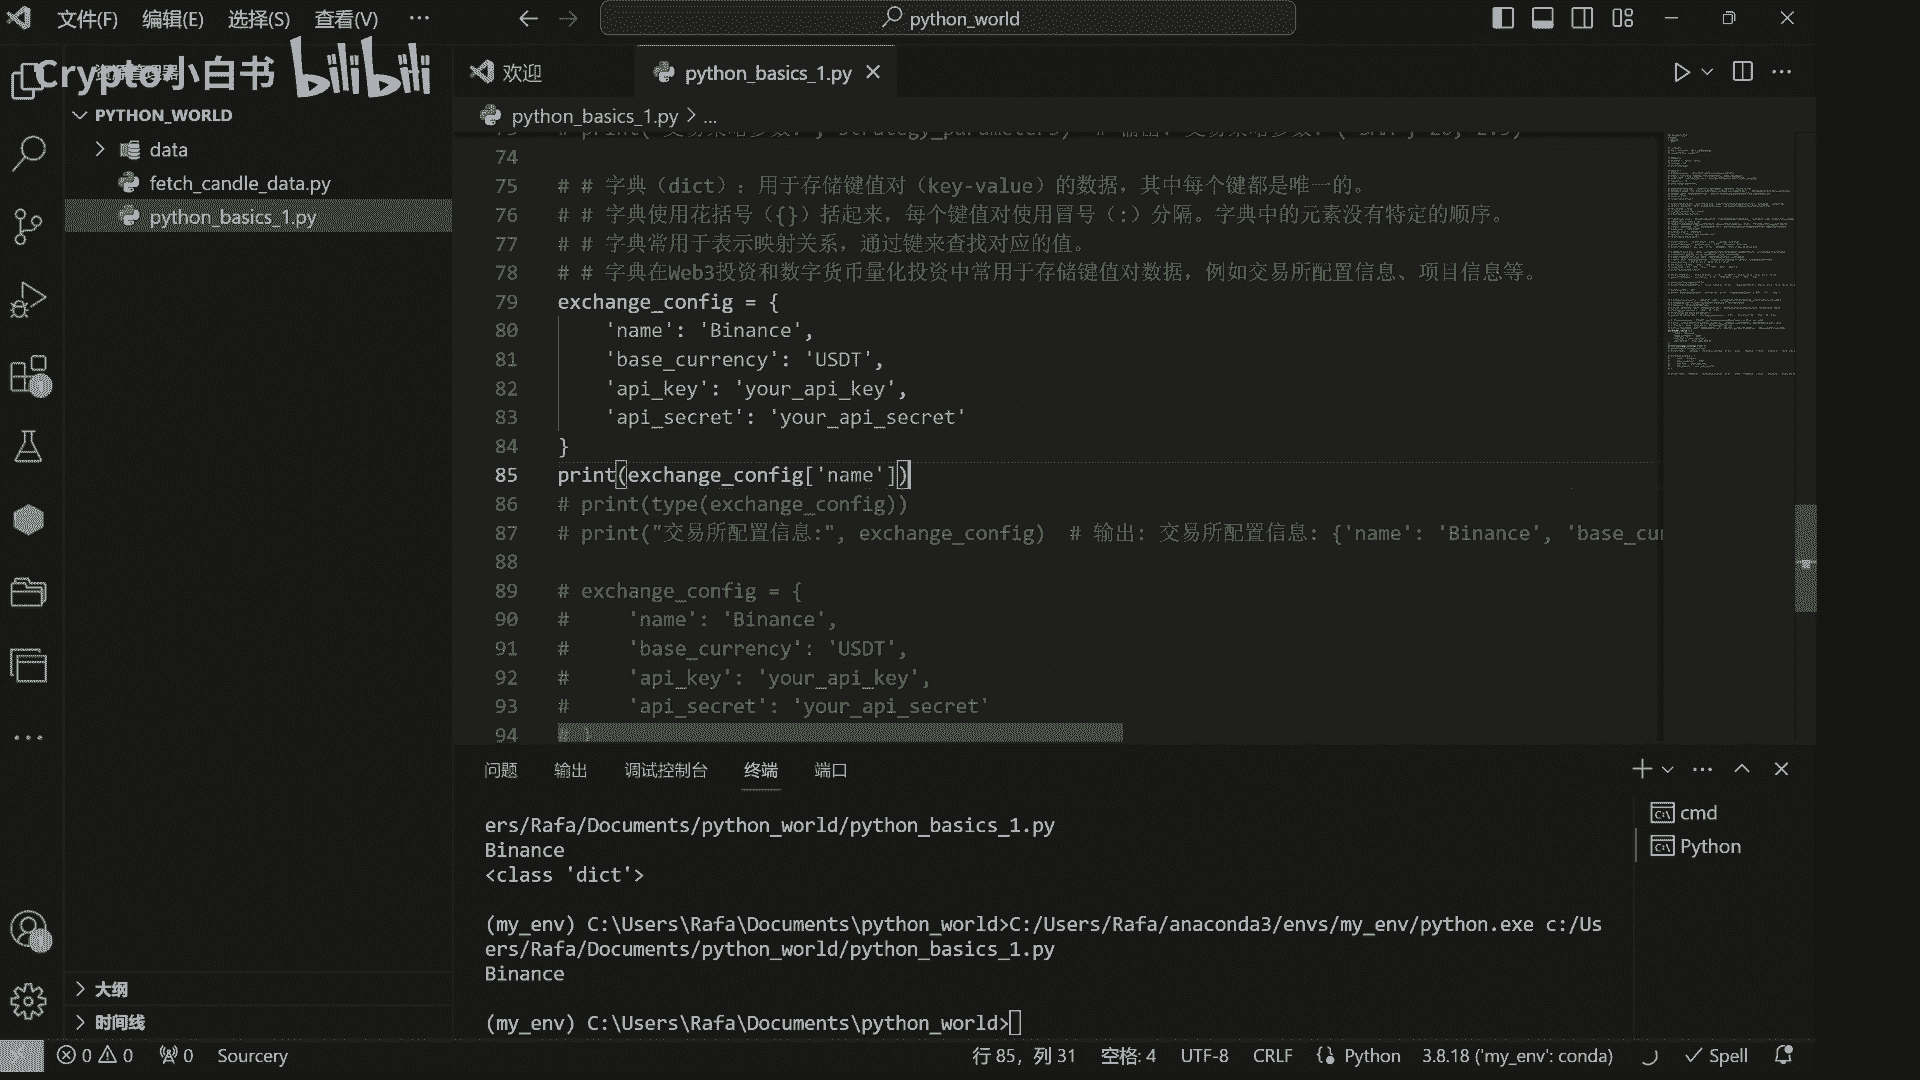 文件(F) 编辑(E) 选择(S) 查看(V) ··· python_world
Crypto小白书 bilibili
资源管理器
欢迎 python_basics_1.py
PYTHON_WORLD
data
fetch_candle_data.py
python_basics_1.py
python_basics_1.py > ...
74
75 # # 字典（dict）：用于存储键值对（key-value）的数据，其中每个键都是唯一的。
76 # # 字典使用花括号（{}）括起来，每个键值对使用冒号（:）分隔。字典中的元素没有特定的顺序。
77 # # 字典常用于表示映射关系，通过键来查找对应的值。
78 # # 字典在Web3投资和数字货币量化投资中常用于存储键值对数据，例如交易所配置信息、项目信息等。
79 exchange_config = {
80 'name': 'Binance',
81 'base_currency': 'USDT',
82 'api_key': 'your_api_key',
83 'api_secret': 'your_api_secret'
84 }
85 print(exchange_config['name'])
86 # print(type(exchange_config))
87 # print("交易所配置信息:", exchange_config)  # 输出: 交易所配置信息: {'name': 'Binance', 'base_cur
88
89 # exchange_config = {
90 # 'name': 'Binance',
91 # 'base_currency': 'USDT',
92 # 'api_key': 'your_api_key',
93 # 'api_secret': 'your_api_secret'
94 # }
问题 输出 调试控制台 终端 端口
ers/Rafa/Documents/python_world/python_basics_1.py
Binance
<class 'dict'>
(my_env) C:\Users\Rafa\Documents\python_world>C:/Users/Rafa/anaconda3/envs/my_env/python.exe c:/Us
ers/Rafa/Documents/python_world/python_basics_1.py
Binance
(my_env) C:\Users\Rafa\Documents\python_world>
cmd
Python
大纲
时间线
0 0 0 Sourcery 行 85，列 31 空格: 4 UTF-8 CRLF Python 3.8.18 ('my_env': conda) Spell